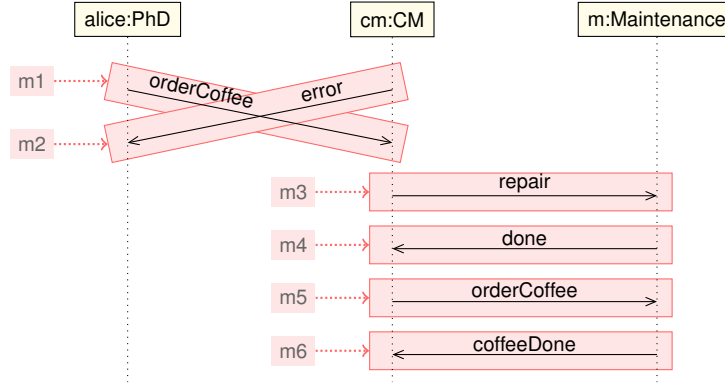 alice:PhD cm:CM m:Maintenance
m1 orderCoffee error
m2
m3 repair
m4 done
m5 orderCoffee
m6 coffeeDone